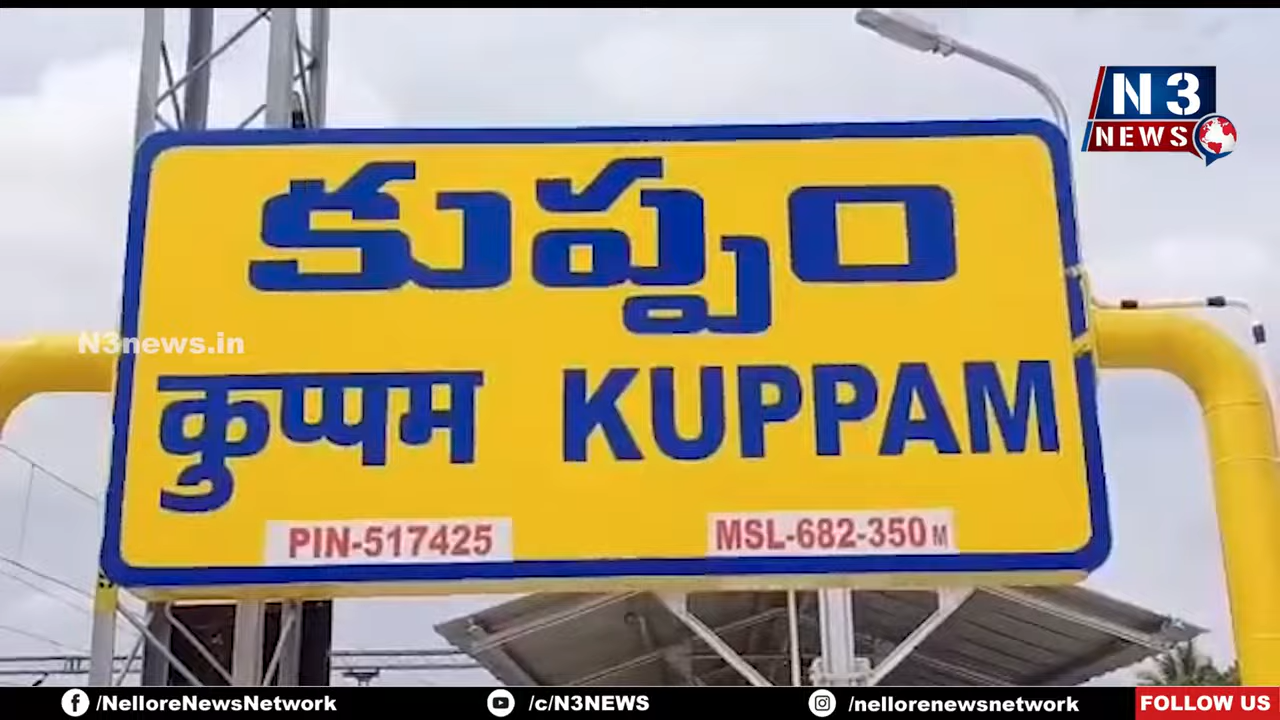 N3
NEWS
కుప్పం
N3news.in
कुप्पम KUPPAM
PIN-517425 MSL-682-350 M
/NelloreNewsNetwork /c/N3NEWS /nellorenewsnetwork FOLLOW US